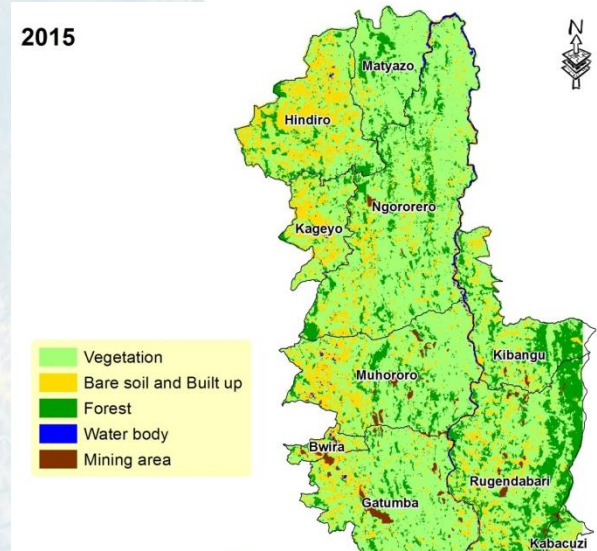 2015
N
Matyazo
Hindiro
Ngororero
Kageyo
Kibangu
Muhororo
Bwira
Rugendabari
Gatumba
Kabacuzi
Vegetation
Bare soil and Built up
Forest
Water body
Mining area